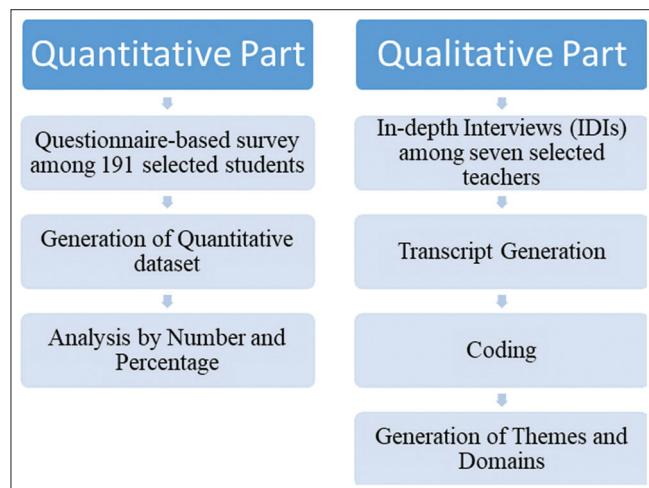 Quantitative Part
Questionnaire-based survey
among 191 selected students
Generation of Quantitative
dataset
Analysis by Number and
Percentage
Qualitative Part
In-depth Interviews (IDIs)
among seven selected
teachers
Transcript Generation
Coding
Generation of Themes and
Domains